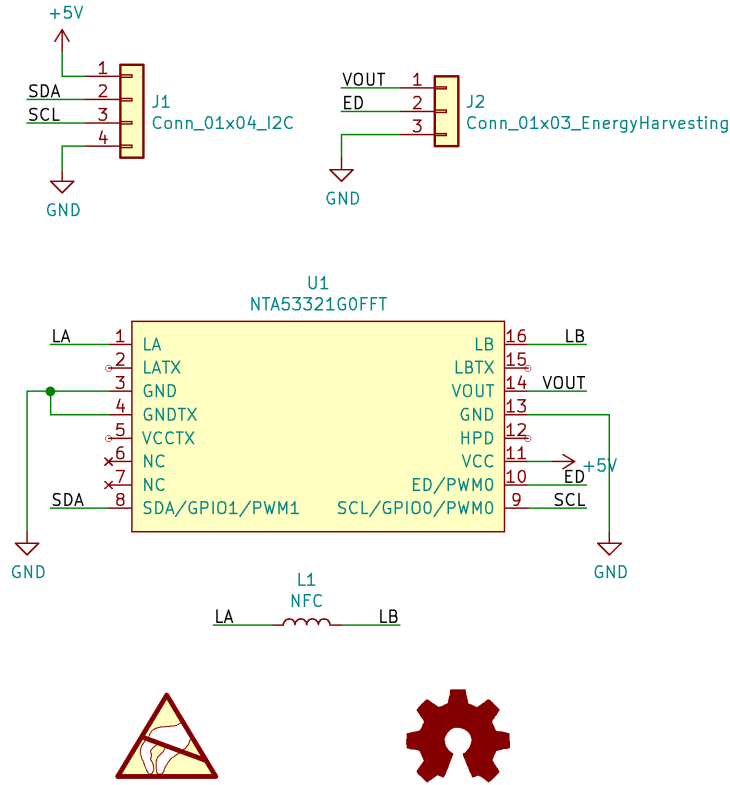 +5V
1
SDA 2
SCL 3
4
J1
Conn_01x04_I2C
GND
VOUT 1
ED 2
3
J2
Conn_01x03_EnergyHarvesting
GND
U1
NTA53321G0FFT
LA 1 LA LB 16 LB
2 LATX LBTX 15
3 GND VOUT 14 VOUT
4 GNDTX GND 13
5 VCCTX HPD 12
6 NC VCC 11 +5V
7 NC ED/PWM0 10 ED
SDA 8 SDA/GPIO1/PWM1 SCL/GPIO0/PWM0 9 SCL
GND GND
L1
NFC
LA LB